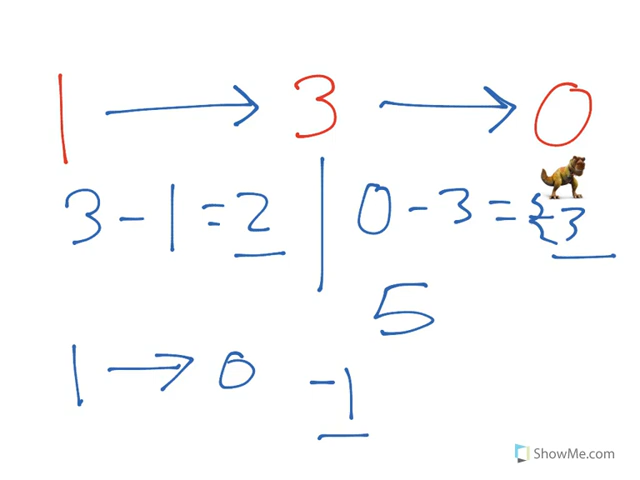 1 → 3 → 0
3 - 1 = 2 | 0 - 3 = {3
5
1 → 0 -1
ShowMe.com